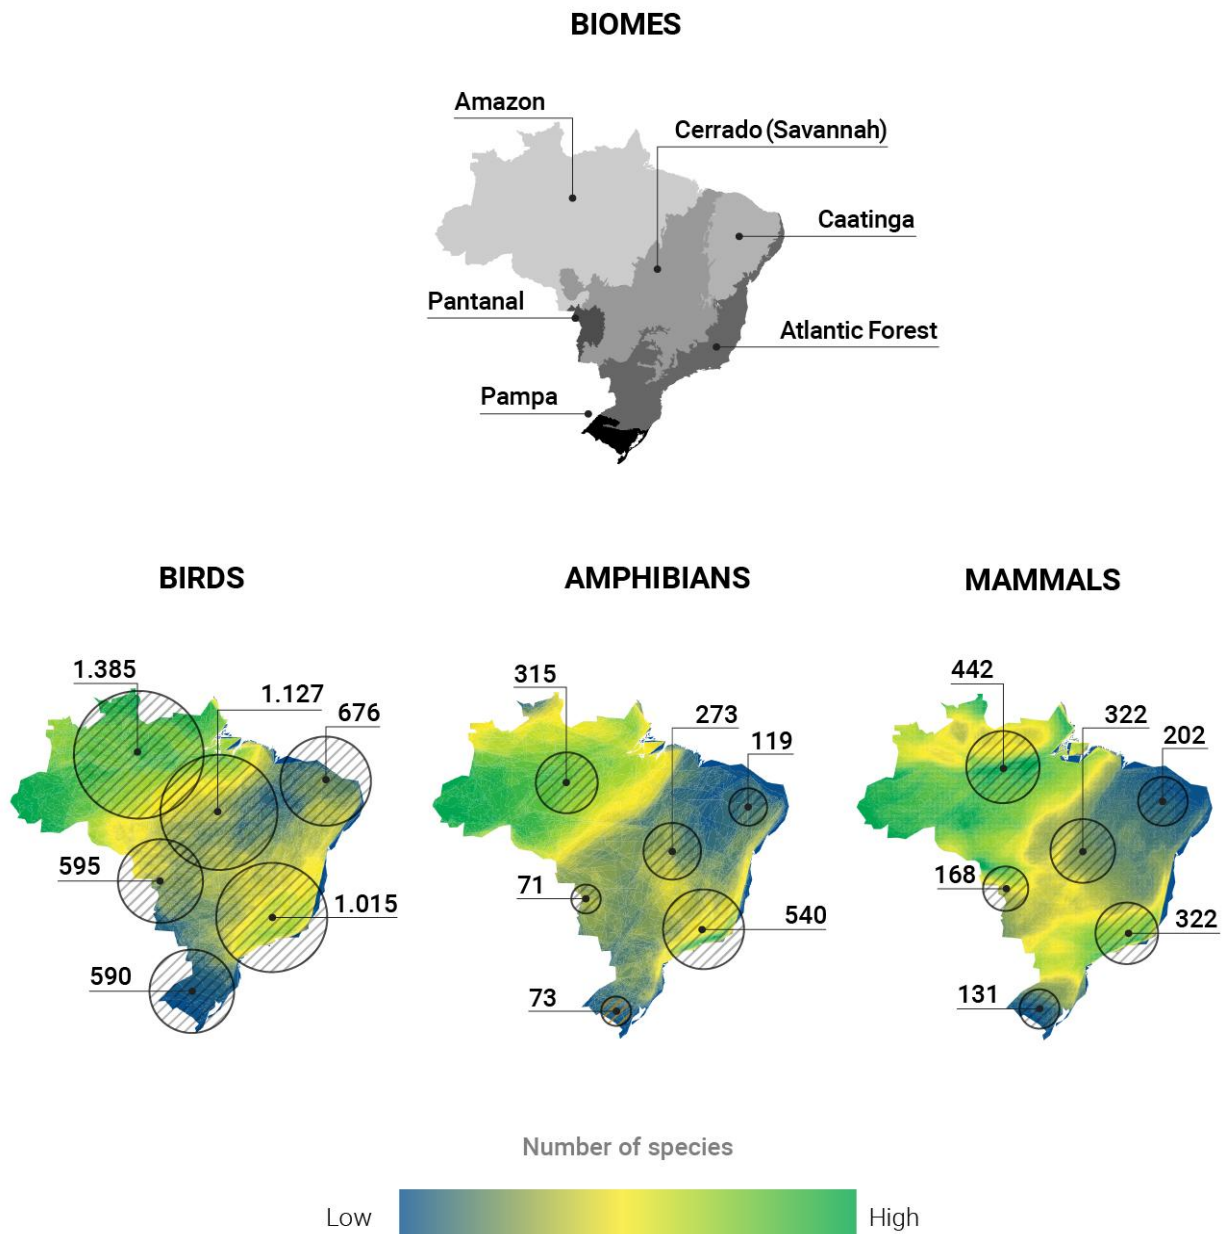 BIOMES
Amazon
Cerrado (Savannah)
Caatinga
Pantanal
Atlantic Forest
Pampa
BIRDS
AMPHIBIANS
MAMMALS
1.385
1.127
676
595
1.015
590
315
273
119
71
540
73
442
322
202
168
322
131
Number of species
Low
High